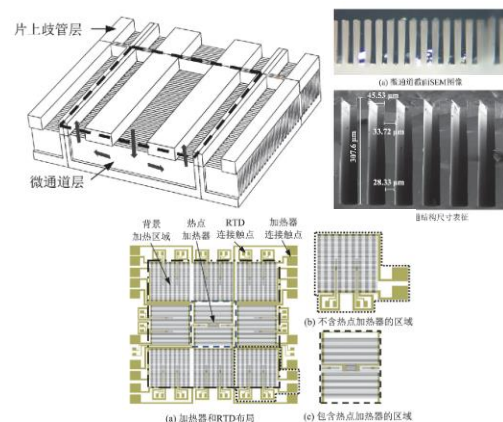 片上歧管层
微通道层
(a) 微通道截面SEM图像
45.53 μm
33.72 μm
307.6 μm
28.33 μm
结构尺寸表征
背景
加热区域
热点
加热器
RTD
连接触点
加热器
连接触点
(a) 加热器和RTD布局
(b) 不含热点加热器的区域
(c) 包含热点加热器的区域